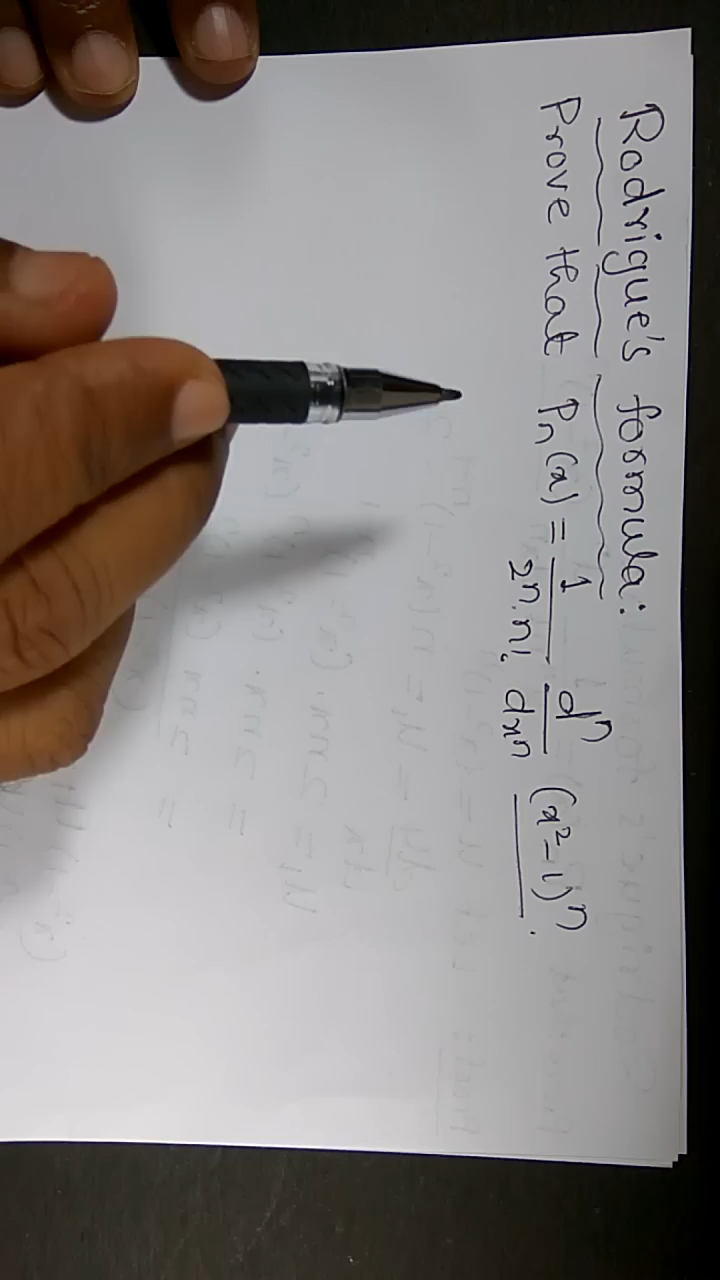 Rodrigue's formula:
Prove that Pn(x) = 1/(2^n. n!) d^n/dx^n (x²-1)^n.